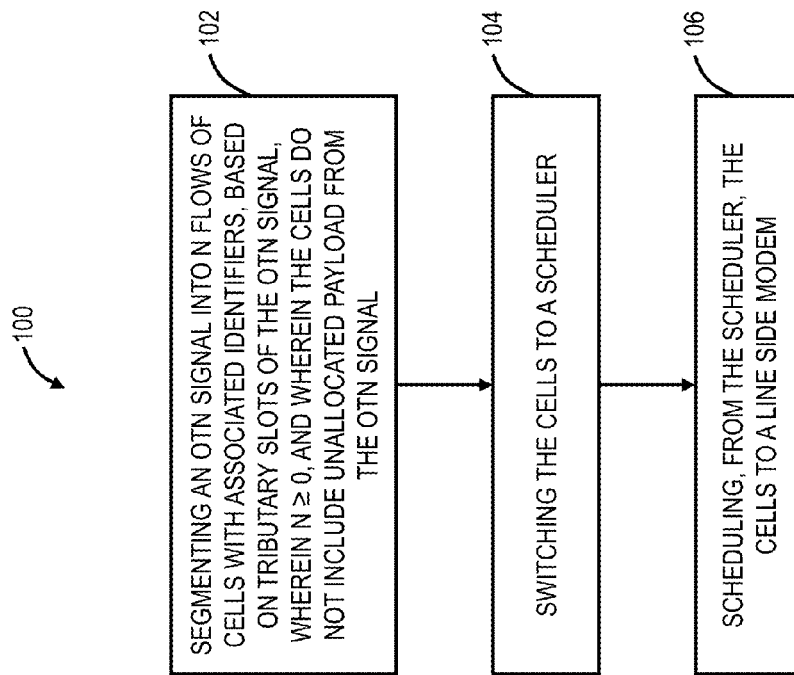 100
102
SEGMENTING AN OTN SIGNAL INTO N FLOWS OF
CELLS WITH ASSOCIATED IDENTIFIERS, BASED
ON TRIBUTARY SLOTS OF THE OTN SIGNAL,
WHEREIN N ≥ 0, AND WHEREIN THE CELLS DO
NOT INCLUDE UNALLOCATED PAYLOAD FROM
THE OTN SIGNAL
104
SWITCHING THE CELLS TO A SCHEDULER
106
SCHEDULING, FROM THE SCHEDULER, THE
CELLS TO A LINE SIDE MODEM